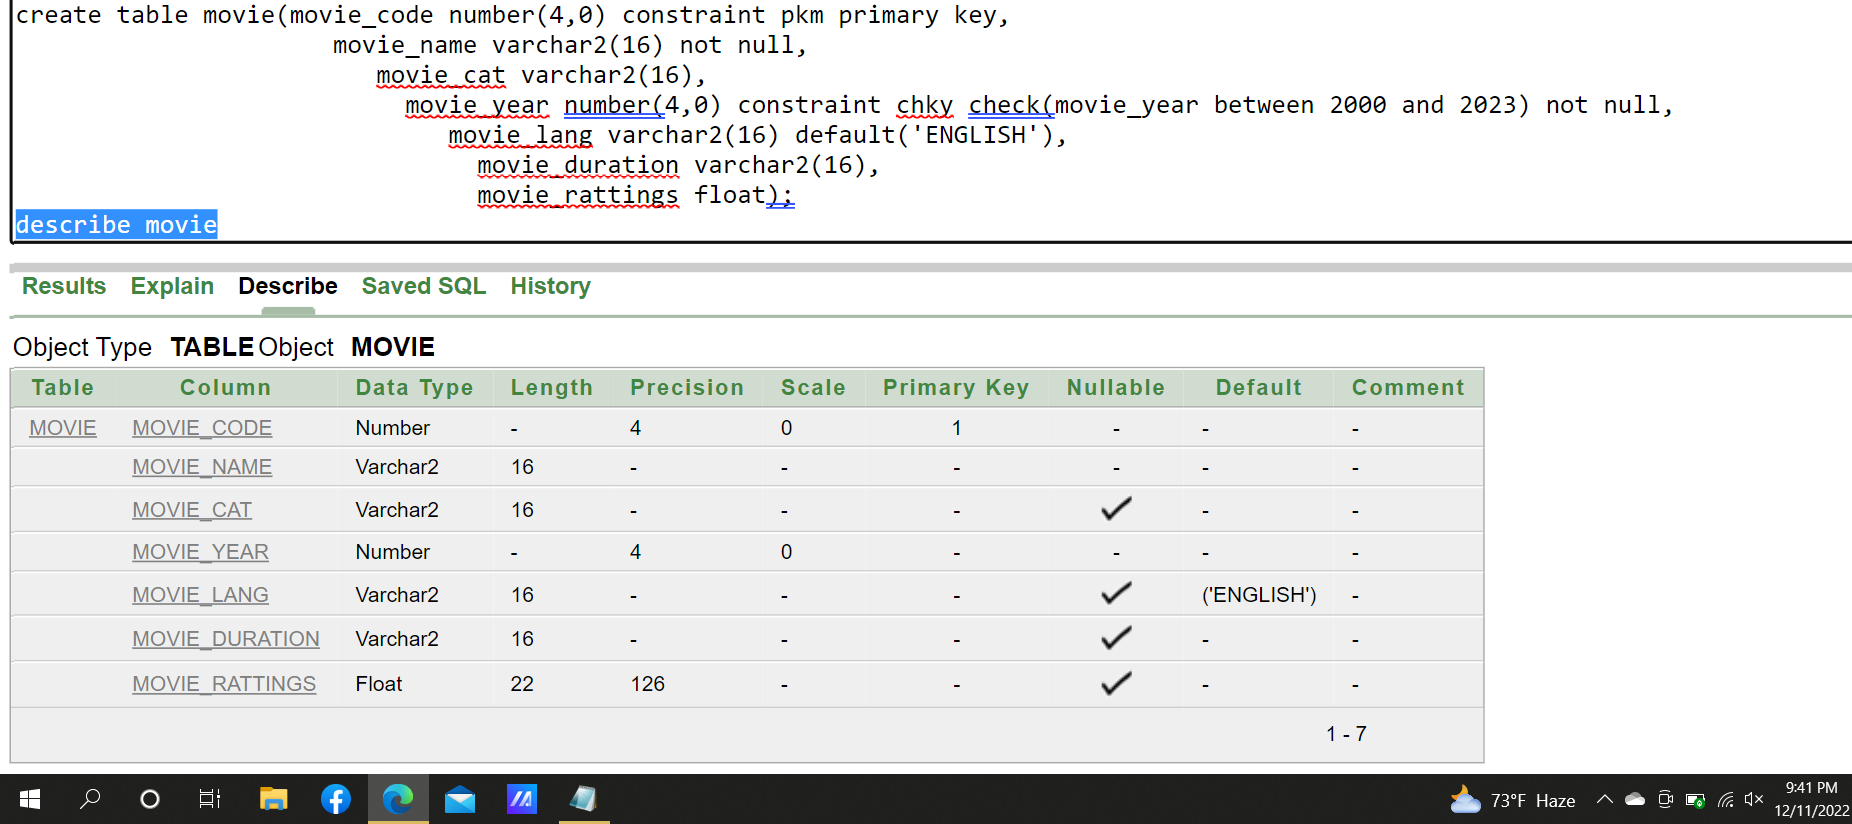 create table movie(movie_code number(4,0) constraint pkm primary key,
movie_name varchar2(16) not null,
movie_cat varchar2(16),
movie_year number(4,0) constraint chky check(movie_year between 2000 and 2023) not null,
movie_lang varchar2(16) default('ENGLISH'),
movie_duration varchar2(16),
movie_rattings float);
describe movie
Results Explain Describe Saved SQL History
Object Type TABLE Object MOVIE
Table Column Data Type Length Precision Scale Primary Key Nullable Default Comment
MOVIE MOVIE_CODE Number - 4 0 1 - - -
MOVIE_NAME Varchar2 16 - - - - - -
MOVIE_CAT Varchar2 16 - - - ✓ - -
MOVIE_YEAR Number - 4 0 - - - -
MOVIE_LANG Varchar2 16 - - - ✓ ('ENGLISH') -
MOVIE_DURATION Varchar2 16 - - - ✓ - -
MOVIE_RATTINGS Float 22 126 - - ✓ - -
1 - 7
73°F Haze
9:41 PM
12/11/2022